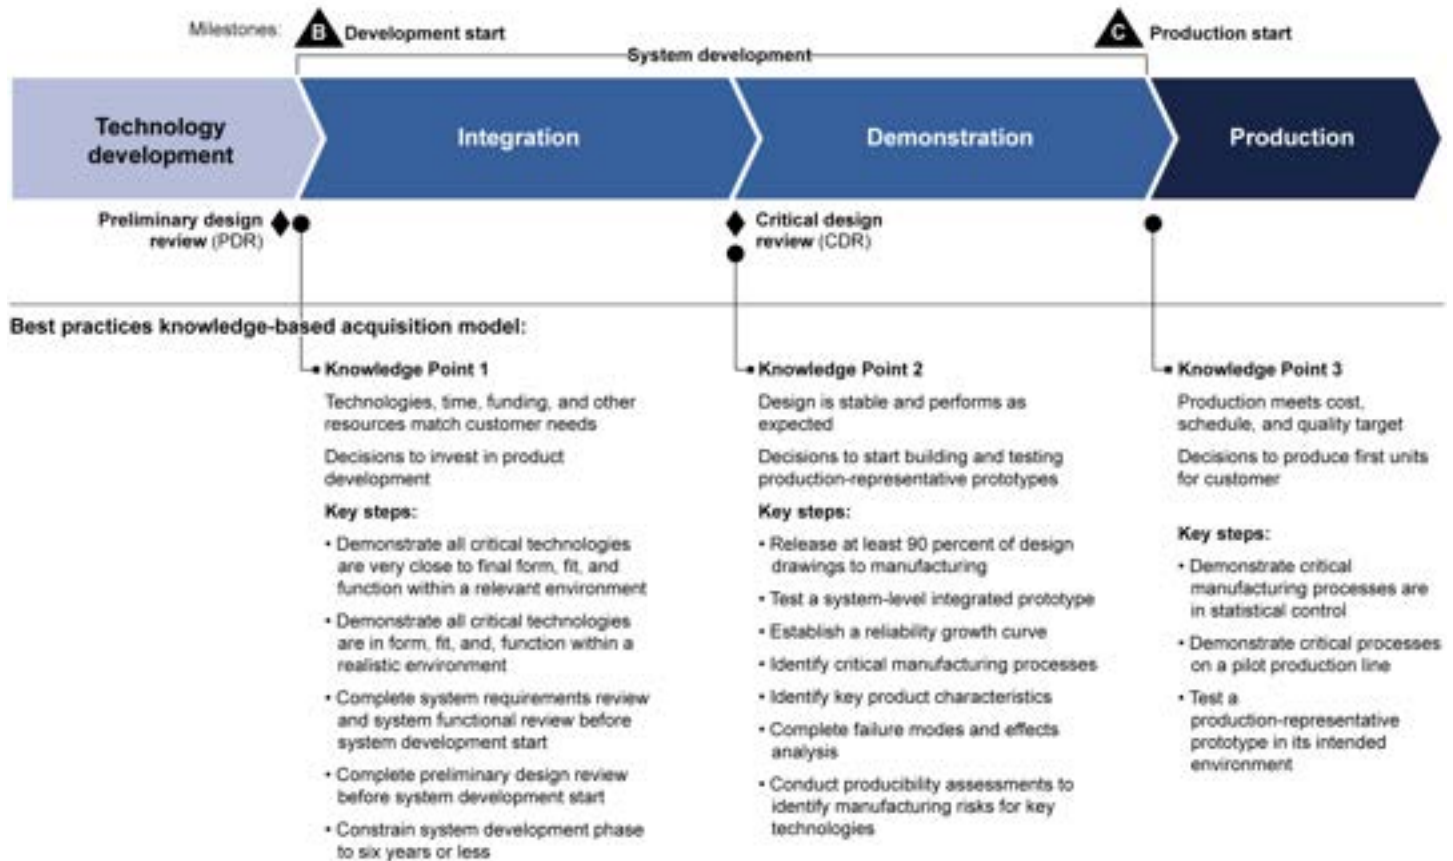 Milestones:
B
Development start
C
Production start
System development
Technology
development
Integration
Demonstration
Production
Preliminary design
review (PDR)
Critical design
review (CDR)
Best practices knowledge-based acquisition model:
Knowledge Point 1
Technologies, time, funding, and other
resources match customer needs
Decisions to invest in product
development
Key steps:
• Demonstrate all critical technologies
are very close to final form, fit, and
function within a relevant environment
• Demonstrate all critical technologies
are in form, fit, and, function within a
realistic environment
• Complete system requirements review
and system functional review before
system development start
• Complete preliminary design review
before system development start
• Constrain system development phase
to six years or less
Knowledge Point 2
Design is stable and performs as
expected
Decisions to start building and testing
production-representative prototypes
Key steps:
• Release at least 90 percent of design
drawings to manufacturing
• Test a system-level integrated prototype
• Establish a reliability growth curve
• Identify critical manufacturing processes
• Identify key product characteristics
• Complete failure modes and effects
analysis
• Conduct producibility assessments to
identify manufacturing risks for key
technologies
Knowledge Point 3
Production meets cost,
schedule, and quality target
Decisions to produce first units
for customer
Key steps:
• Demonstrate critical
manufacturing processes are
in statistical control
• Demonstrate critical processes
on a pilot production line
• Test a
production-representative
prototype in its intended
environment